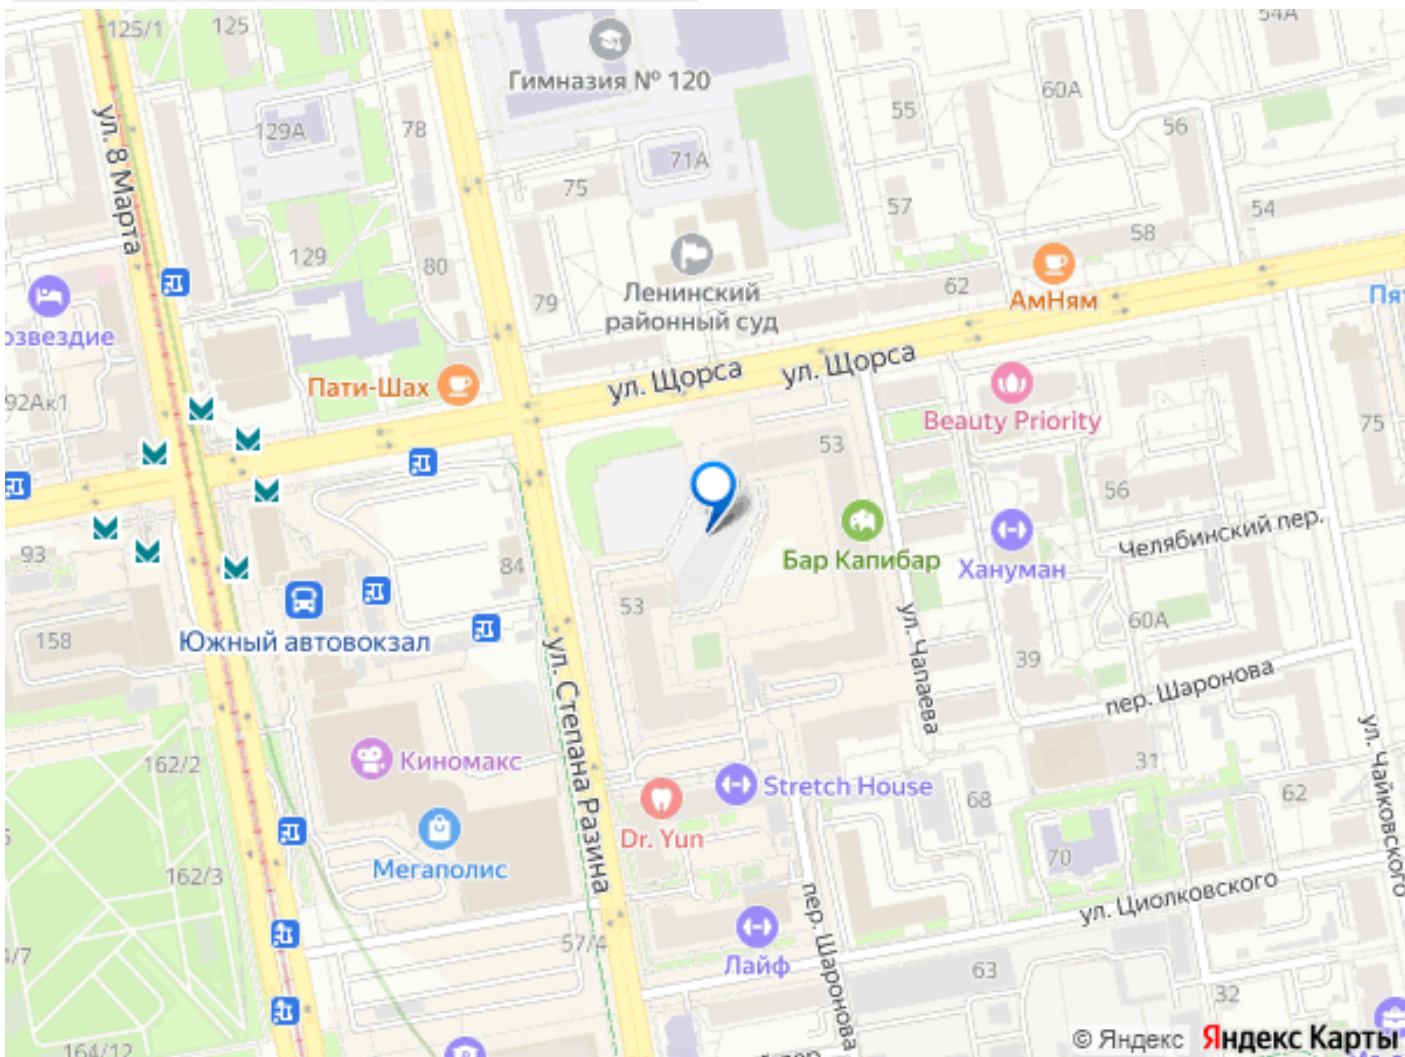 125/1
125
54А
Гимназия № 120
60А
55
56
129А
78
71А
ул. 8 Марта
75
57
54
58
129
80
62
АмНям
Ленинский
районный суд
79
озвездие
Пят
Пати-Шах
ул. Щорса
ул. Щорса
92Ак1
Beauty Priority
53
75
56
Челябинский пер.
93
84
Бар Капибар
Хануман
53
60А
158
Южный автовокзал
ул. Чапаева
39
пер. Шаронова
ул. Степана Разина
162/2
Киномакс
31
ул. Чайковского
Stretch House
68
62
Dr. Yun
Мегаполис
162/3
70
ул. Циолковского
57/4
4/7
Лайф
пер. Шаронова
63
32
164/12
© Яндекс Яндекс Карты